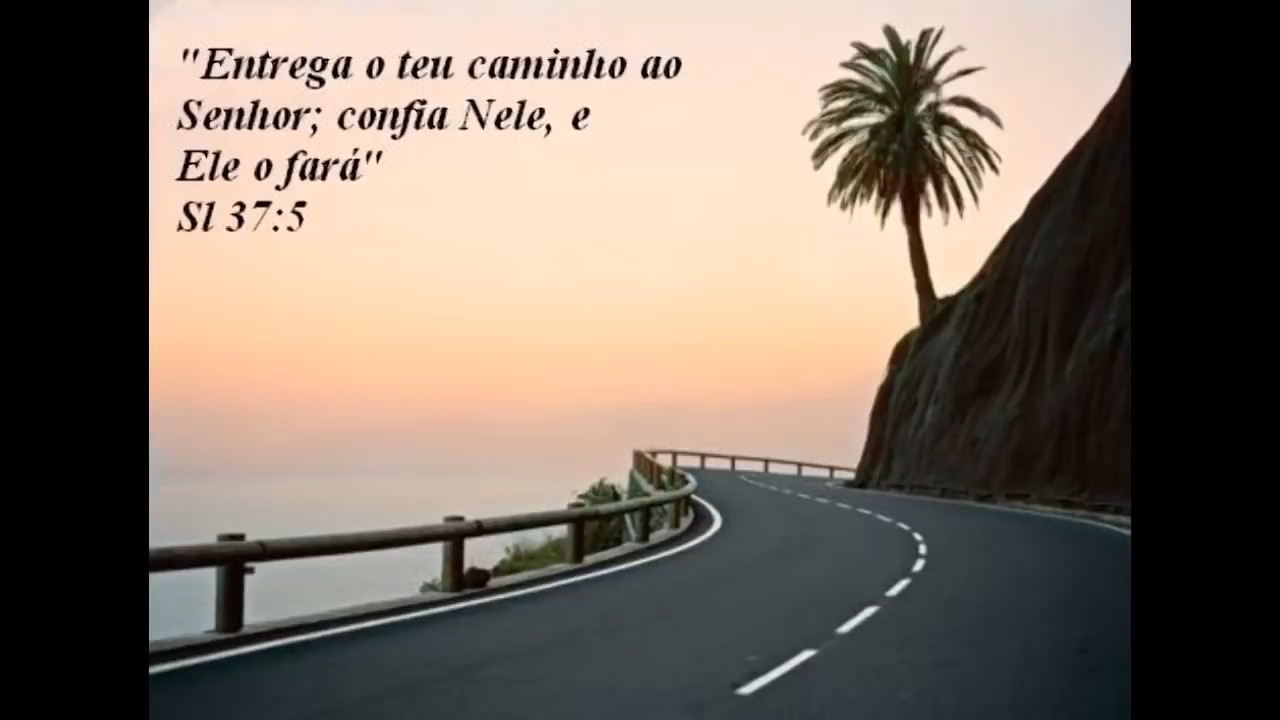 "Entrega o teu caminho ao
Senhor; confia Nele, e
Ele o fará"
Sl 37:5